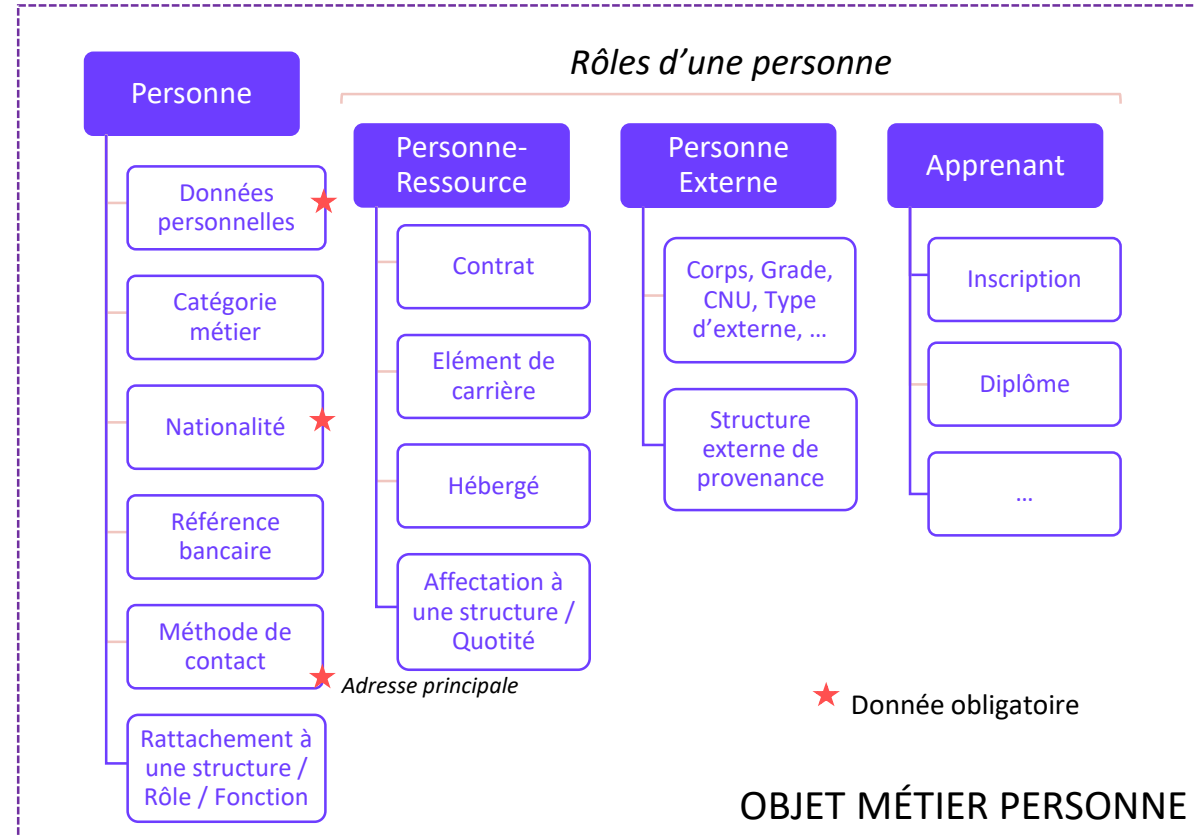 Rôles d’une personne
Personne
Données
personnelles
Catégorie
métier
Nationalité
Référence
bancaire
Méthode de
contact
Adresse principale
Rattachement à
une structure /
Rôle / Fonction
Personne-
Ressource
Contrat
Elément de
carrière
Hébergé
Affectation à
une structure /
Quotité
Personne
Externe
Corps, Grade,
CNU, Type
d’externe, …
Structure
externe de
provenance
Apprenant
Inscription
Diplôme
…
Donnée obligatoire
OBJET MÉTIER PERSONNE